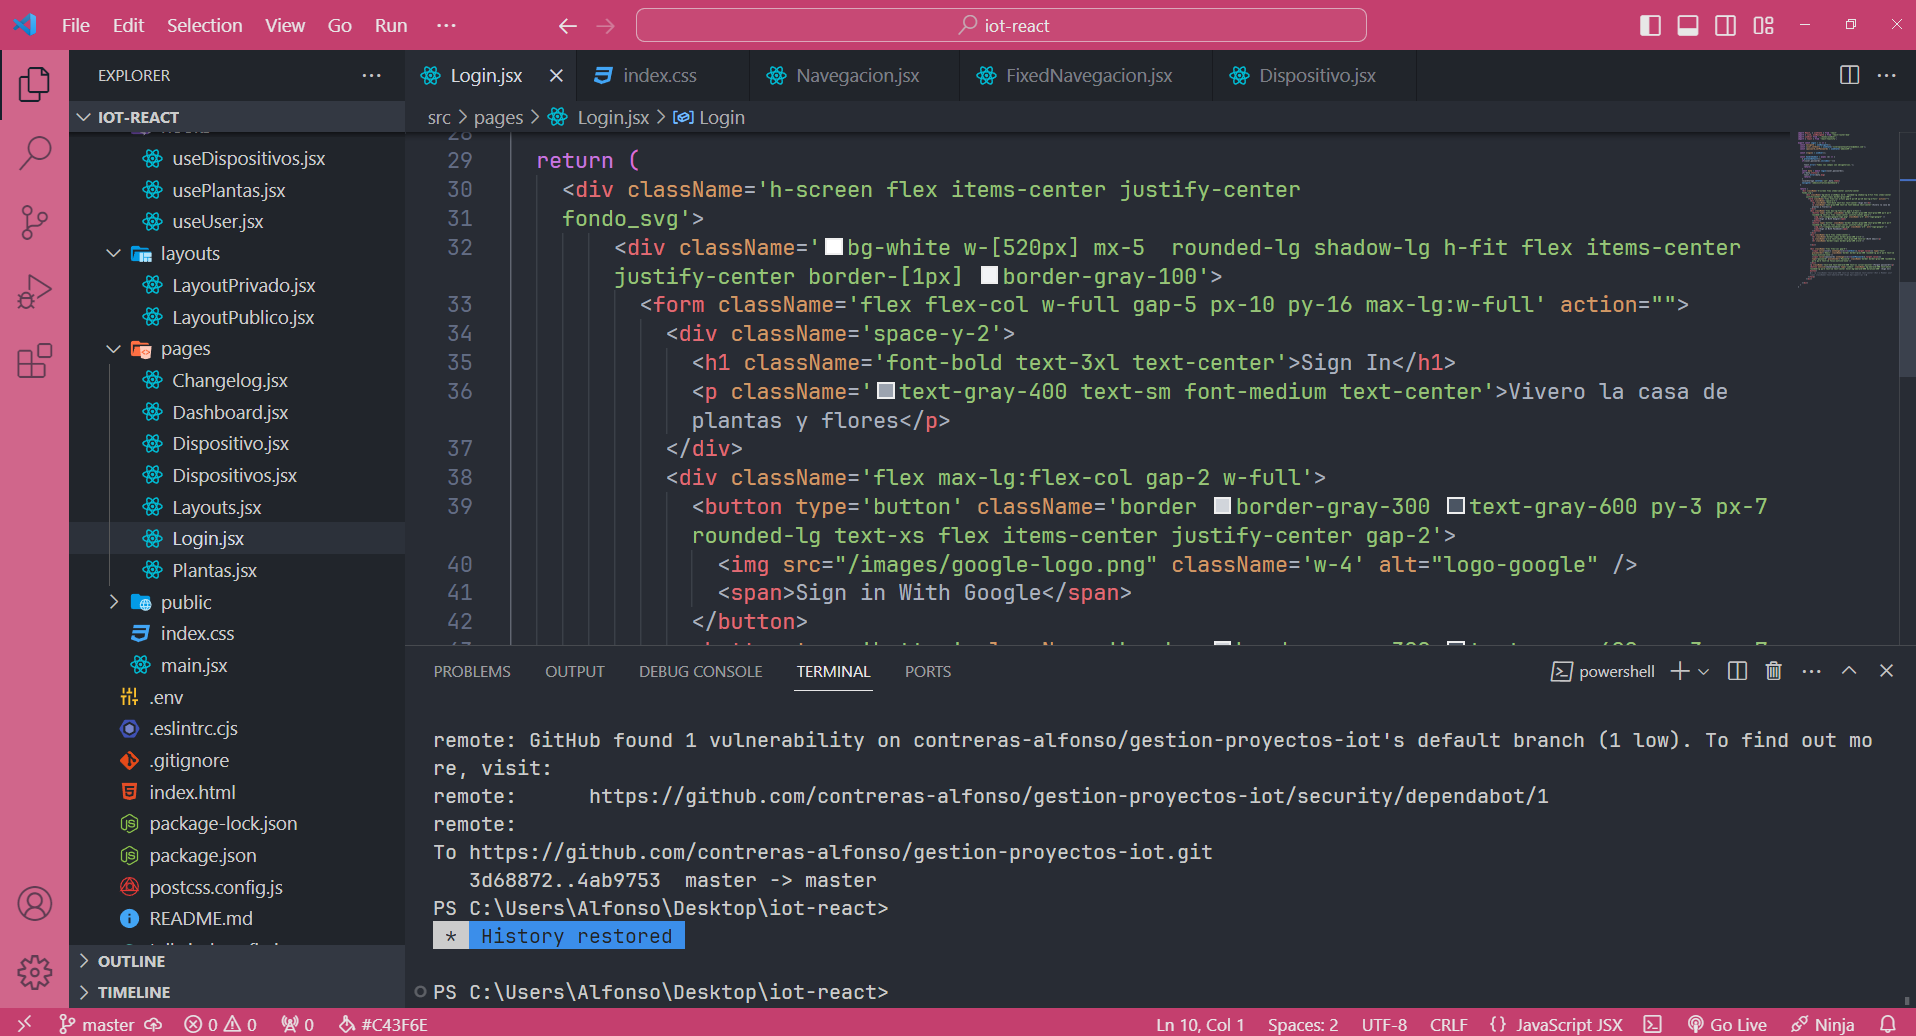 File Edit Selection View Go Run ···
iot-react
EXPLORER
IOT-REACT
useDispositivos.jsx
usePlantas.jsx
useUser.jsx
layouts
LayoutPrivado.jsx
LayoutPublico.jsx
pages
Changelog.jsx
Dashboard.jsx
Dispositivo.jsx
Dispositivos.jsx
Layouts.jsx
Login.jsx
Plantas.jsx
public
index.css
main.jsx
.env
.eslintrc.cjs
.gitignore
index.html
package-lock.json
package.json
postcss.config.js
README.md
OUTLINE
TIMELINE
Login.jsx index.css Navegacion.jsx FixedNavegacion.jsx Dispositivo.jsx
src > pages > Login.jsx > Login
28
29 return (
30 <div className='h-screen flex items-center justify-center
31 fondo_svg'>
32 <div className='bg-white w-[520px] mx-5  rounded-lg shadow-lg h-fit flex items-center
justify-center border-[1px] border-gray-100'>
33 <form className='flex flex-col w-full gap-5 px-10 py-16 max-lg:w-full' action="">
34 <div className='space-y-2'>
35 <h1 className='font-bold text-3xl text-center'>Sign In</h1>
36 <p className='text-gray-400 text-sm font-medium text-center'>Vivero la casa de
plantas y flores</p>
37 </div>
38 <div className='flex max-lg:flex-col gap-2 w-full'>
39 <button type='button' className='border border-gray-300 text-gray-600 py-3 px-7
rounded-lg text-xs flex items-center justify-center gap-2'>
40 <img src="/images/google-logo.png" className='w-4' alt="logo-google" />
41 <span>Sign in With Google</span>
42 </button>
PROBLEMS OUTPUT DEBUG CONSOLE TERMINAL PORTS
powershell
remote: GitHub found 1 vulnerability on contreras-alfonso/gestion-proyectos-iot's default branch (1 low). To find out mo
re, visit:
remote:      https://github.com/contreras-alfonso/gestion-proyectos-iot/security/dependabot/1
remote:
To https://github.com/contreras-alfonso/gestion-proyectos-iot.git
   3d68872..4ab9753  master -> master
PS C:\Users\Alfonso\Desktop\iot-react>
* History restored
PS C:\Users\Alfonso\Desktop\iot-react>
master 0 0 0 #C43F6E Ln 10, Col 1 Spaces: 2 UTF-8 CRLF {} JavaScript JSX Go Live Ninja